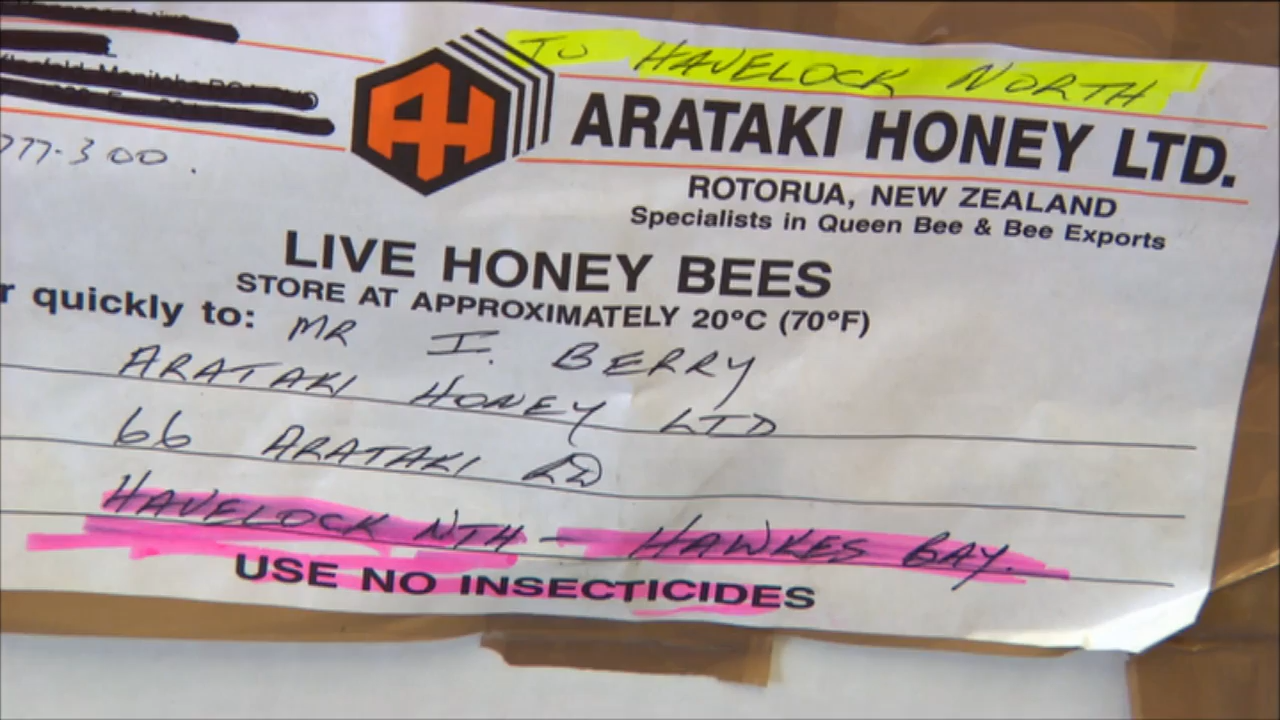 TO HAVELOCK NORTH
AH
ARATAKI HONEY LTD.
777-300.
ROTORUA, NEW ZEALAND
Specialists in Queen Bee & Bee Exports
LIVE HONEY BEES
STORE AT APPROXIMATELY 20°C (70°F)
quickly to: MR I. BERRY
ARATAKI HONEY LTD
66 ARATAKI RD
HAVELOCK NTH - HAWKES BAY.
USE NO INSECTICIDES